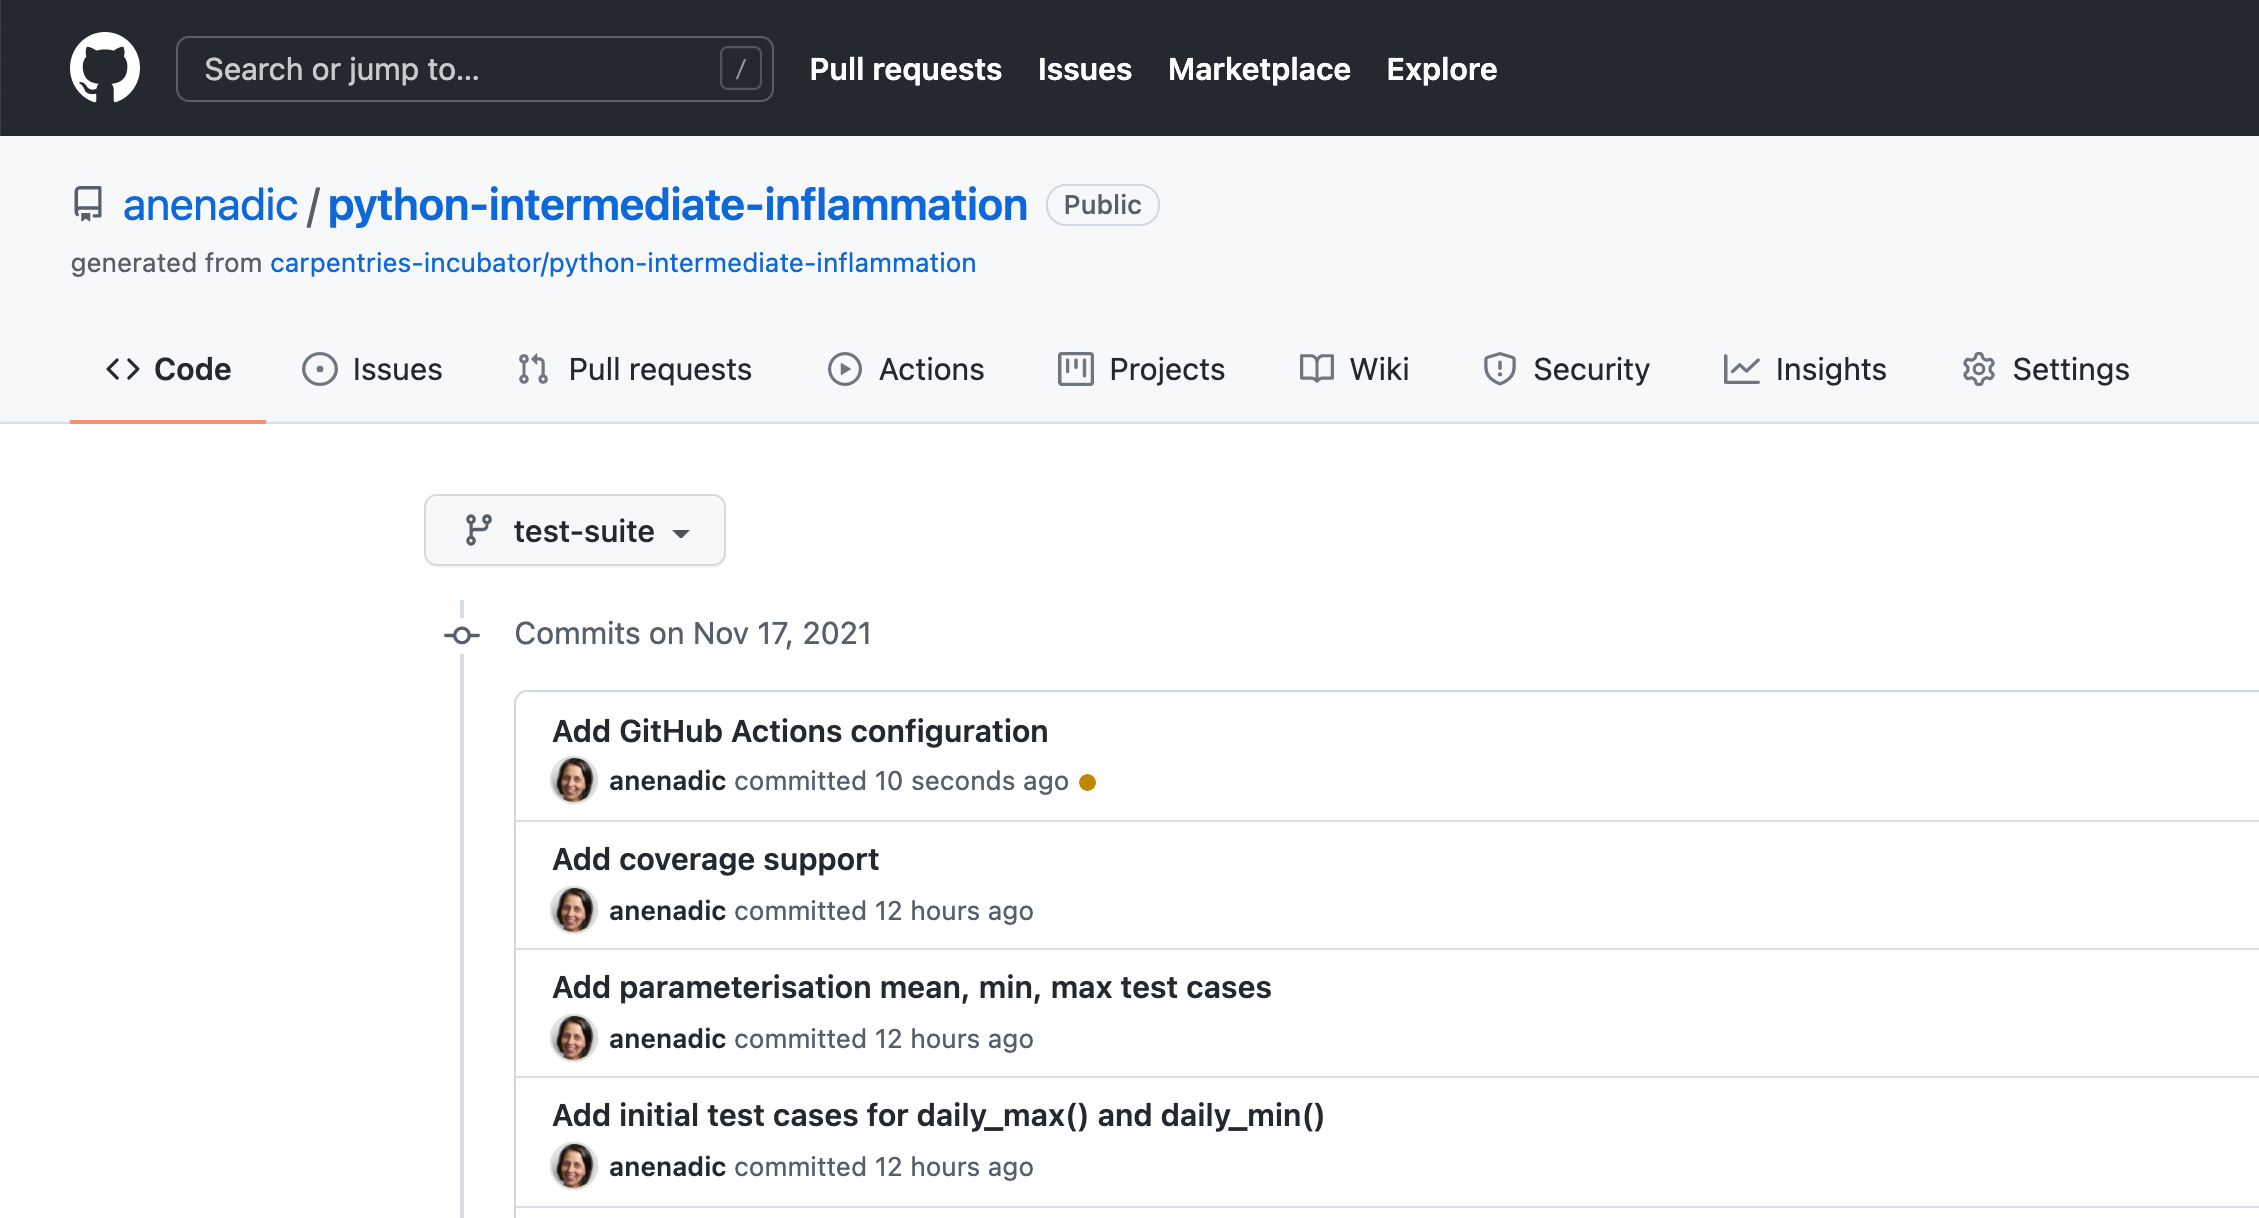 Search or jump to... /
Pull requests Issues Marketplace Explore
anenadic / python-intermediate-inflammation Public
generated from carpentries-incubator/python-intermediate-inflammation
Code Issues Pull requests Actions Projects Wiki Security Insights Settings
test-suite
Commits on Nov 17, 2021
Add GitHub Actions configuration
anenadic committed 10 seconds ago
Add coverage support
anenadic committed 12 hours ago
Add parameterisation mean, min, max test cases
anenadic committed 12 hours ago
Add initial test cases for daily_max() and daily_min()
anenadic committed 12 hours ago